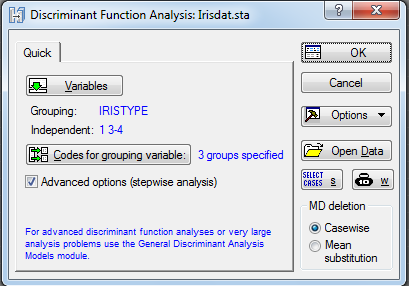 Discriminant Function Analysis: Irisdat.sta
?
Quick
Variables
Grouping: IRISTYPE
Independent: 1 3-4
Codes for grouping variable: 3 groups specified
Advanced options (stepwise analysis)
For advanced discriminant function analyses or very large
analysis problems use the General Discriminant Analysis
Models module.
OK
Cancel
Options
Open Data
SELECT
CASES S
W
MD deletion
Casewise
Mean
substitution